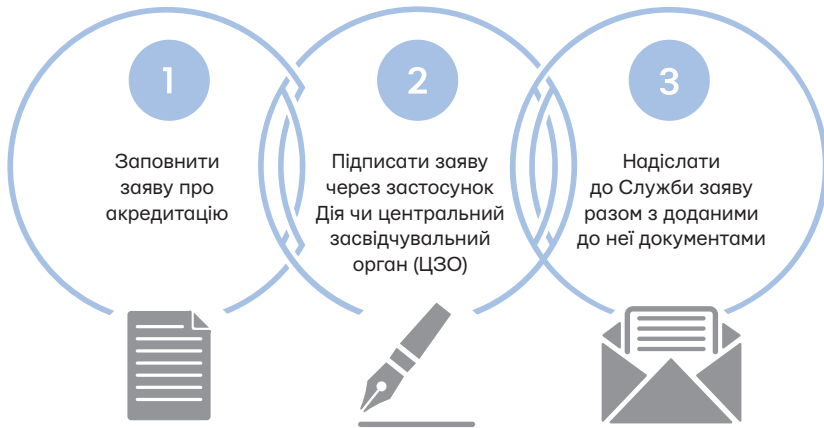 1
Заповнити
заяву про
акредитацію
2
Підписати заяву
через застосунок
Дія чи центральний
засвідчувальний
орган (ЦЗО)
3
Надіслати
до Служби заяву
разом з доданими
до неї документами